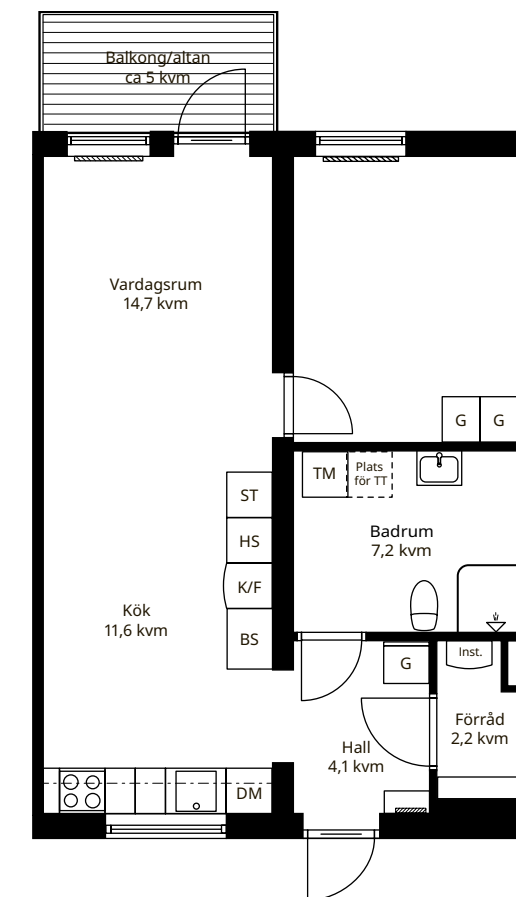 Balkong/altan
ca 5 kvm
Vardagsrum
14,7 kvm
G
G
TM
Plats
för TT
ST
HS
K/F
BS
Badrum
7,2 kvm
Kök
11,6 kvm
G
Inst.
Förråd
2,2 kvm
Hall
4,1 kvm
DM